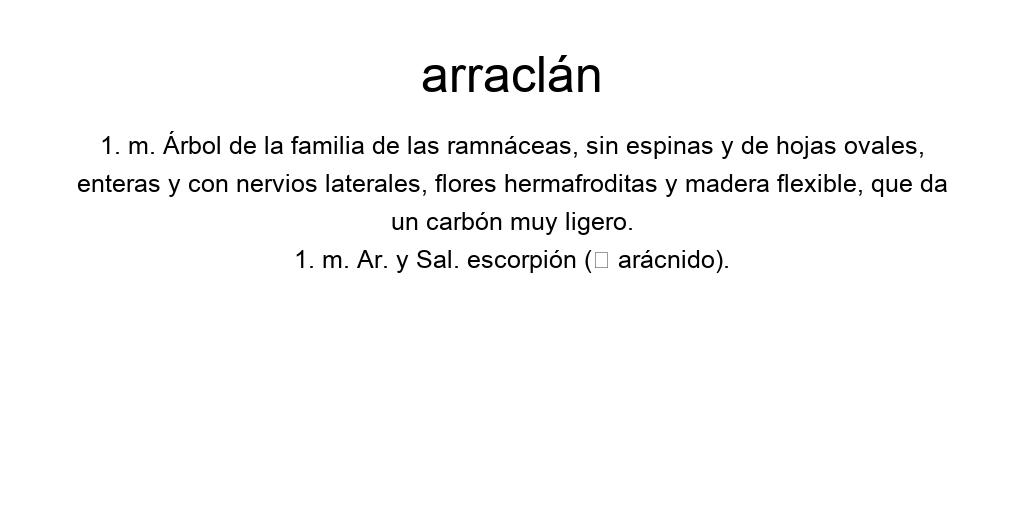 arraclán
1. m. Árbol de la familia de las ramnáceas, sin espinas y de hojas ovales,
enteras y con nervios laterales, flores hermafroditas y madera flexible, que da
un carbón muy ligero.
1. m. Ar. y Sal. escorpión (□ arácnido).